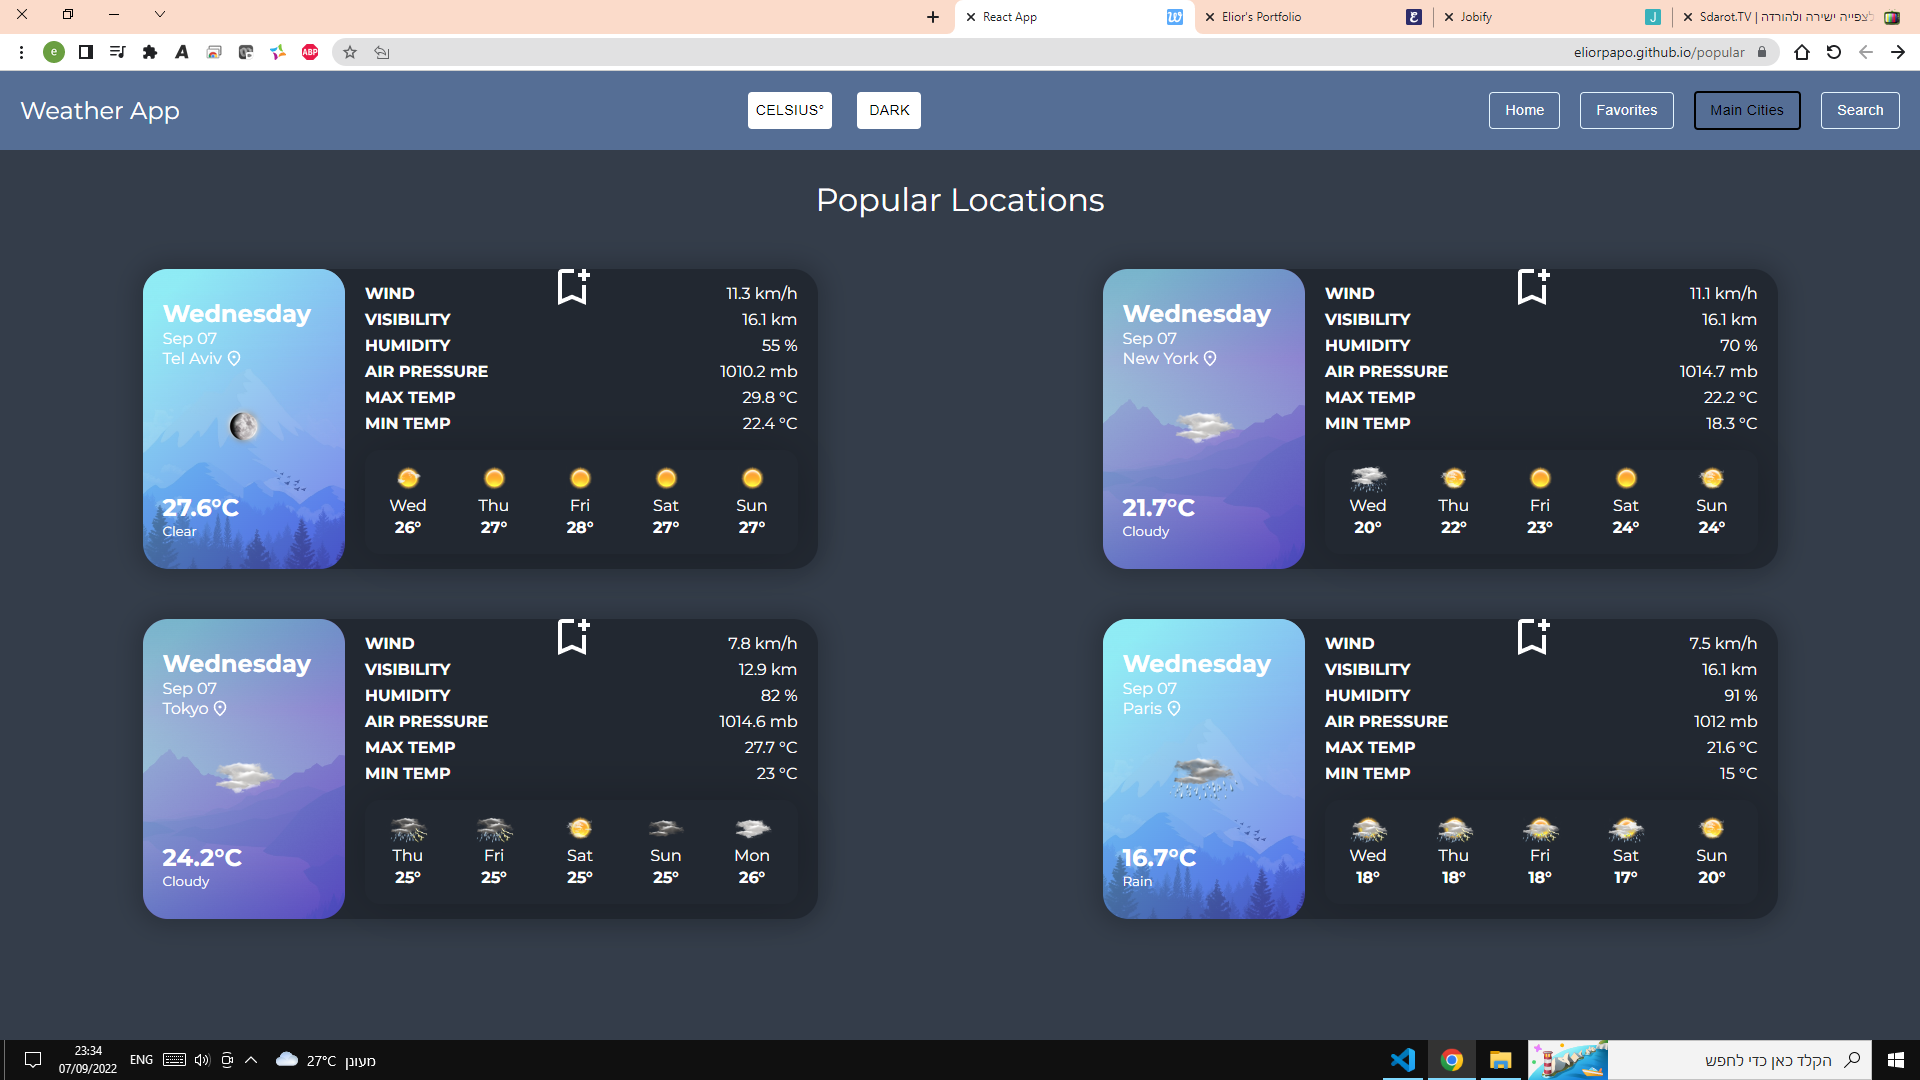 React App
Elior's Portfolio
Jobify
Sdarot.TV | לצפייה ישירה ולהורדה
e
ABP
eliorpapo.github.io/popular
Weather App
CELSIUS°
DARK
Home
Favorites
Main Cities
Search
Popular Locations
Wednesday
Sep 07
Tel Aviv
27.6°C
Clear
WIND 11.3 km/h
VISIBILITY 16.1 km
HUMIDITY 55 %
AIR PRESSURE 1010.2 mb
MAX TEMP 29.8 °C
MIN TEMP 22.4 °C
Wed Thu Fri Sat Sun
26° 27° 28° 27° 27°
Wednesday
Sep 07
New York
21.7°C
Cloudy
WIND 11.1 km/h
VISIBILITY 16.1 km
HUMIDITY 70 %
AIR PRESSURE 1014.7 mb
MAX TEMP 22.2 °C
MIN TEMP 18.3 °C
Wed Thu Fri Sat Sun
20° 22° 23° 24° 24°
Wednesday
Sep 07
Tokyo
24.2°C
Cloudy
WIND 7.8 km/h
VISIBILITY 12.9 km
HUMIDITY 82 %
AIR PRESSURE 1014.6 mb
MAX TEMP 27.7 °C
MIN TEMP 23 °C
Thu Fri Sat Sun Mon
25° 25° 25° 25° 26°
Wednesday
Sep 07
Paris
16.7°C
Rain
WIND 7.5 km/h
VISIBILITY 16.1 km
HUMIDITY 91 %
AIR PRESSURE 1012 mb
MAX TEMP 21.6 °C
MIN TEMP 15 °C
Wed Thu Fri Sat Sun
18° 18° 18° 17° 20°
23:34
07/09/2022
ENG
27°C מעונן
הקלד כאן כדי לחפש